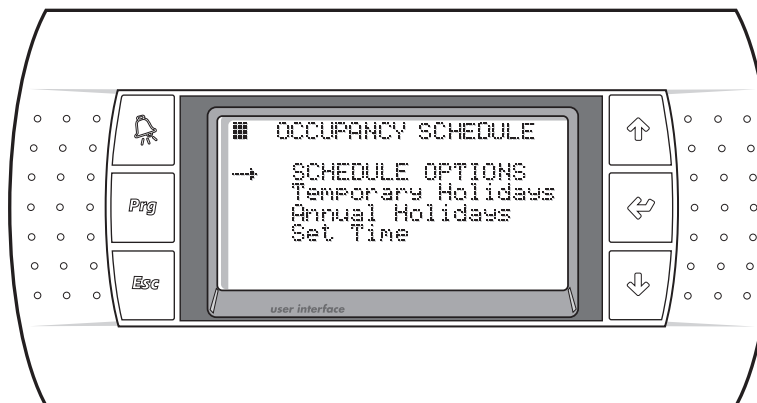 OCCUPANCY SCHEDULE
SCHEDULE OPTIONS
Temporary Holidays
Annual Holidays
Set Time
Prg
Esc
user interface